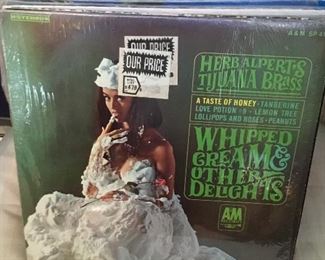 STEREO
A&M SP4
OUR PRICE
OUR PRICE
HERB ALPERT'S
TIJUANA BRASS
A TASTE OF HONEY · TANGERINE
LOVE POTION #9 · LEMON TREE
LOLLIPOPS AND ROSES · PEANUTS
WHIPPED
CREAM &
OTHER
DELIGHTS
A&M